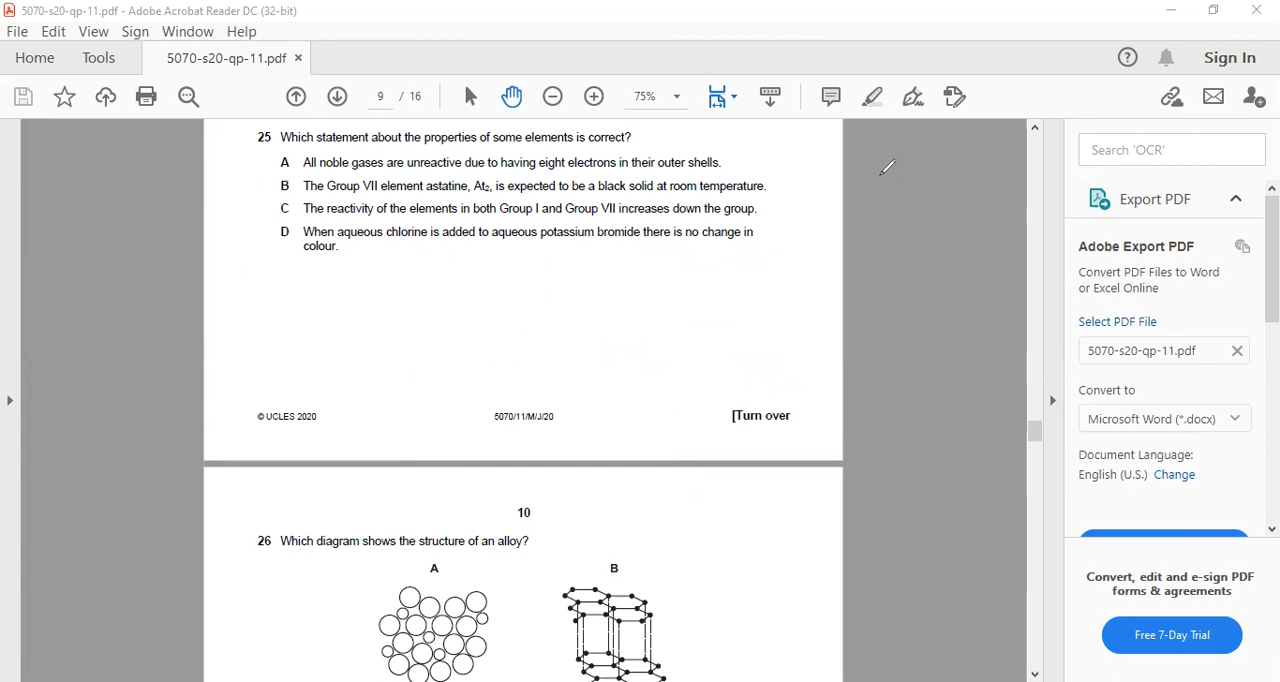 5070-s20-qp-11.pdf - Adobe Acrobat Reader DC (32-bit)
File Edit View Sign Window Help
Home Tools 5070-s20-qp-11.pdf × Sign In
9 / 16 75%
25 Which statement about the properties of some elements is correct?
A All noble gases are unreactive due to having eight electrons in their outer shells.
B The Group VII element astatine, At₂, is expected to be a black solid at room temperature.
C The reactivity of the elements in both Group I and Group VII increases down the group.
D When aqueous chlorine is added to aqueous potassium bromide there is no change in
colour.
© UCLES 2020 5070/11/M/J/20 [Turn over
10
26 Which diagram shows the structure of an alloy?
A B
Search 'OCR'
Export PDF
Adobe Export PDF
Convert PDF Files to Word
or Excel Online
Select PDF File
5070-s20-qp-11.pdf
Convert to
Microsoft Word (*.docx)
Document Language:
English (U.S.) Change
Convert, edit and e-sign PDF
forms & agreements
Free 7-Day Trial